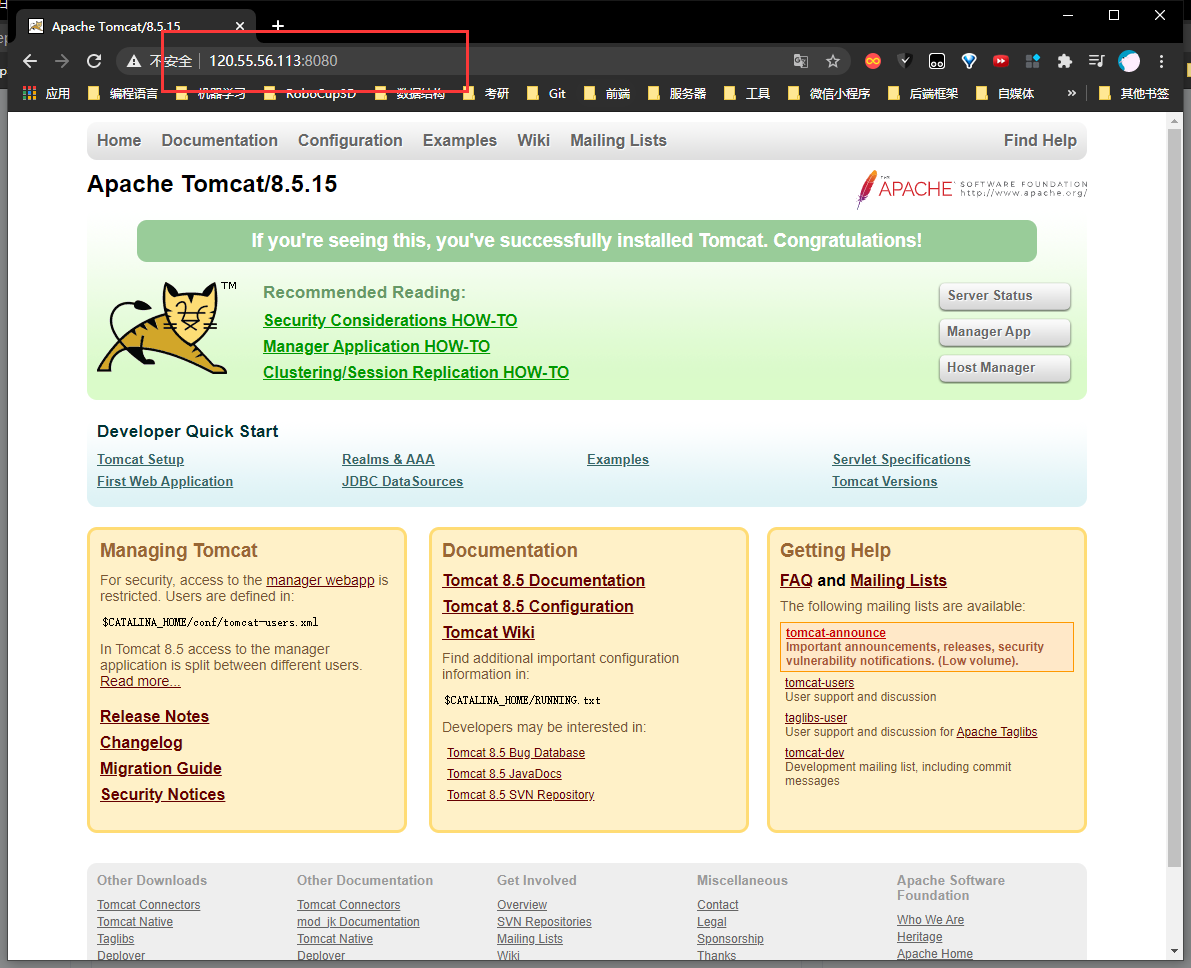 Apache Tomcat/8.5.15
不安全 120.55.56.113:8080
应用 编程语言 机器学习 RoboCup3D 数据结构 考研 Git 前端 服务器 工具 微信小程序 后端框架 自媒体 » 其他书签
Home Documentation Configuration Examples Wiki Mailing Lists Find Help
Apache Tomcat/8.5.15
THE APACHE SOFTWARE FOUNDATION
http://www.apache.org/
If you're seeing this, you've successfully installed Tomcat. Congratulations!
TM
Recommended Reading:
Security Considerations HOW-TO
Manager Application HOW-TO
Clustering/Session Replication HOW-TO
Server Status
Manager App
Host Manager
Developer Quick Start
Tomcat Setup
First Web Application
Realms & AAA
JDBC DataSources
Examples
Servlet Specifications
Tomcat Versions
Managing Tomcat
For security, access to the manager webapp is
restricted. Users are defined in:
$CATALINA_HOME/conf/tomcat-users.xml
In Tomcat 8.5 access to the manager
application is split between different users.
Read more...
Release Notes
Changelog
Migration Guide
Security Notices
Documentation
Tomcat 8.5 Documentation
Tomcat 8.5 Configuration
Tomcat Wiki
Find additional important configuration
information in:
$CATALINA_HOME/RUNNING.txt
Developers may be interested in:
Tomcat 8.5 Bug Database
Tomcat 8.5 JavaDocs
Tomcat 8.5 SVN Repository
Getting Help
FAQ and Mailing Lists
The following mailing lists are available:
tomcat-announce
Important announcements, releases, security
vulnerability notifications. (Low volume).
tomcat-users
User support and discussion
taglibs-user
User support and discussion for Apache Taglibs
tomcat-dev
Development mailing list, including commit
messages
Other Downloads
Tomcat Connectors
Tomcat Native
Taglibs
Deployer
Other Documentation
Tomcat Connectors
mod_jk Documentation
Tomcat Native
Deployer
Get Involved
Overview
SVN Repositories
Mailing Lists
Wiki
Miscellaneous
Contact
Legal
Sponsorship
Thanks
Apache Software
Foundation
Who We Are
Heritage
Apache Home